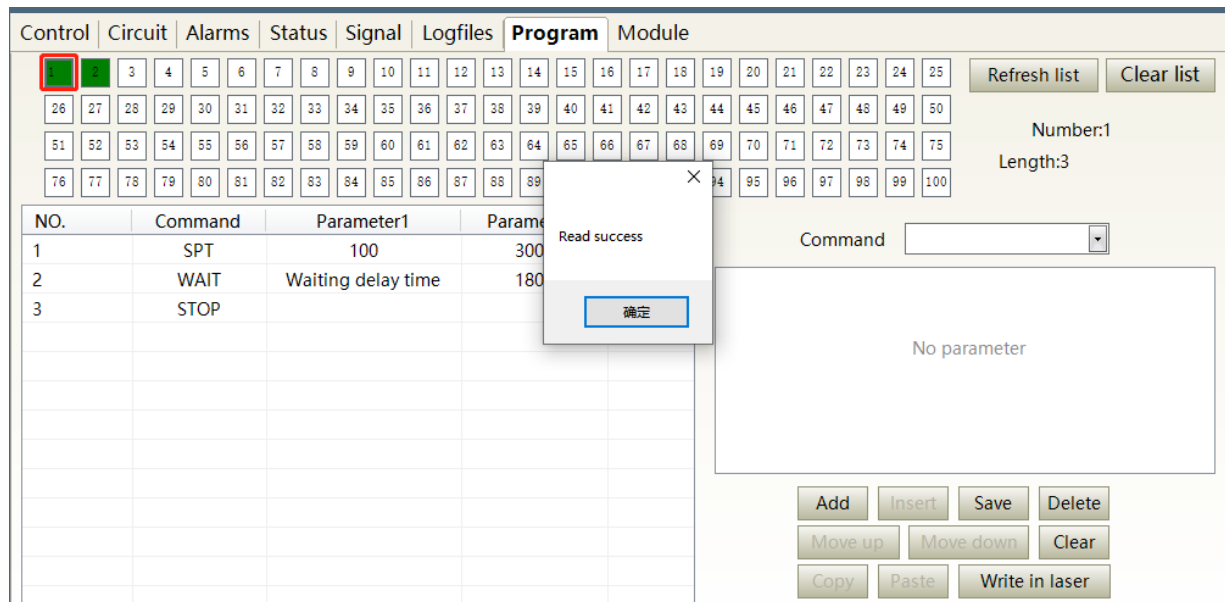 Control Circuit Alarms Status Signal Logfiles Program Module
1 2 3 4 5 6 7 8 9 10 11 12 13 14 15 16 17 18 19 20 21 22 23 24 25 Refresh list Clear list
26 27 28 29 30 31 32 33 34 35 36 37 38 39 40 41 42 43 44 45 46 47 48 49 50
Number:1
51 52 53 54 55 56 57 58 59 60 61 62 63 64 65 66 67 68 69 70 71 72 73 74 75
Length:3
76 77 78 79 80 81 82 83 84 85 86 87 88 89 94 95 96 97 98 99 100
NO. Command Parameter1 Parame
Read success
Command
1 SPT 100 300
2 WAIT Waiting delay time 180
3 STOP
确定
No parameter
Add Insert Save Delete
Move up Move down Clear
Copy Paste Write in laser